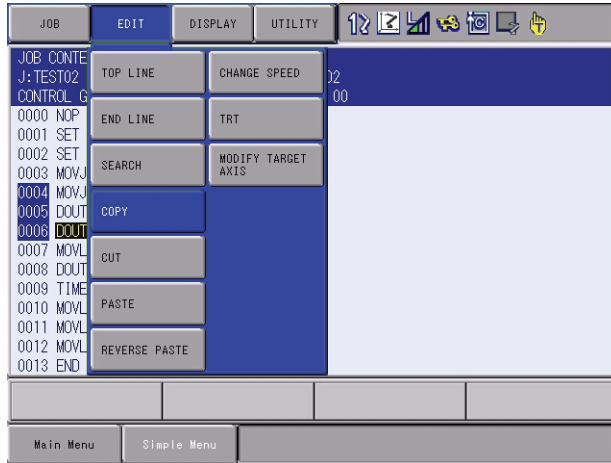 JOB EDIT DISPLAY UTILITY
JOB CONTE
J:TEST02 02
CONTROL G 00
0000 NOP
0001 SET
0002 SET
0003 MOVJ
0004 MOVJ
0005 DOUT
0006 DOUT
0007 MOVL
0008 DOUT
0009 TIME
0010 MOVL
0011 MOVL
0012 MOVL
0013 END
TOP LINE
END LINE
SEARCH
COPY
CUT
PASTE
REVERSE PASTE
CHANGE SPEED
TRT
MODIFY TARGET
AXIS
Main Menu Simple Menu